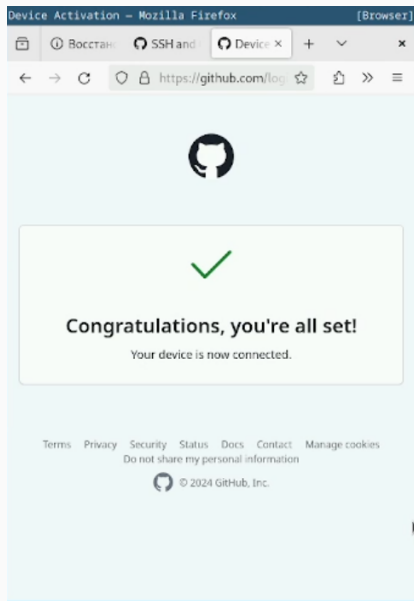 Device Activation — Mozilla Firefox [Browser]
Восстан SSH and Device
https://github.com/log
Congratulations, you're all set!
Your device is now connected.
Terms Privacy Security Status Docs Contact Manage cookies
Do not share my personal information
© 2024 GitHub, Inc.